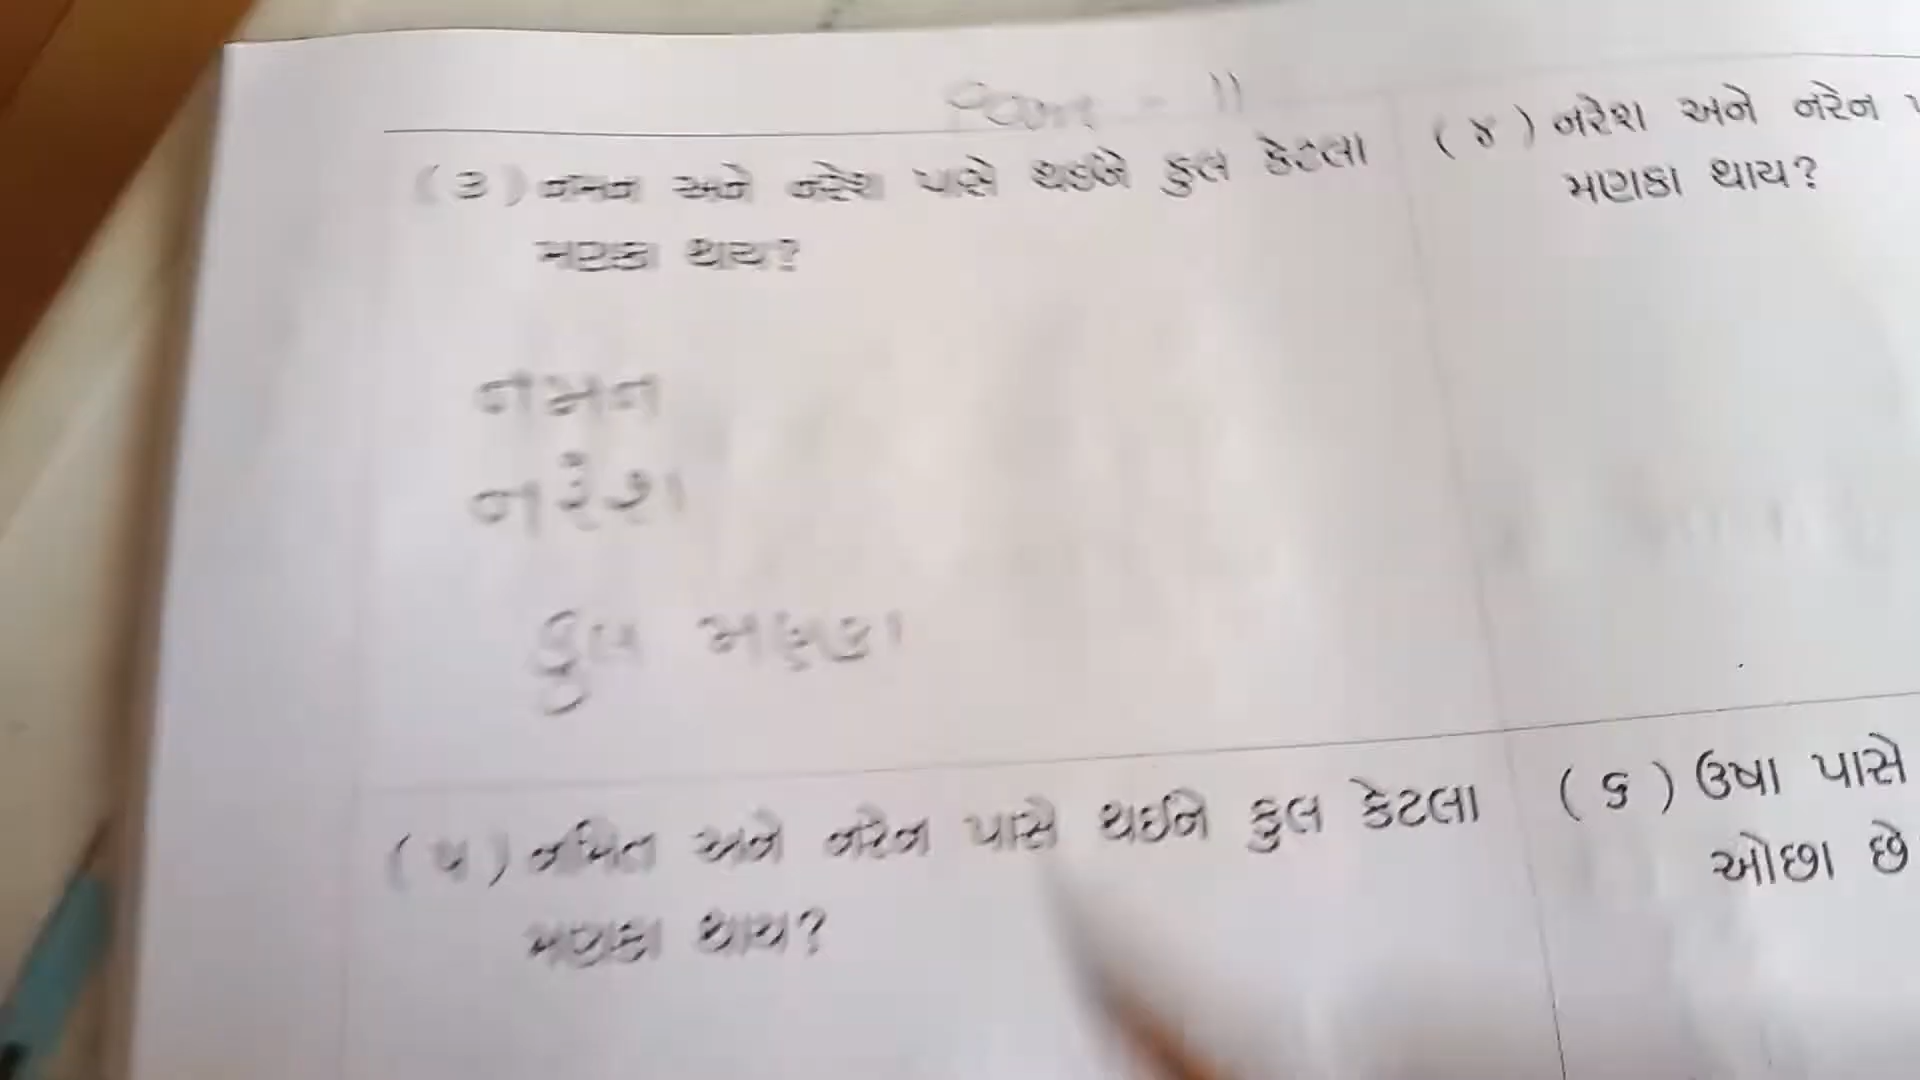 (૩) નમન અને નરેશ પાસે થઇને કુલ કેટલા
મણકા થાય?
નમન
નરેશ
કુલ મણકા
(૪) નરેશ અને નરેન
મણકા થાય?
(૫) નમિત અને નરેન પાસે થઈને કુલ કેટલા
મણકા થાય?
(૬) ઉષા પાસે
ઓછા છે